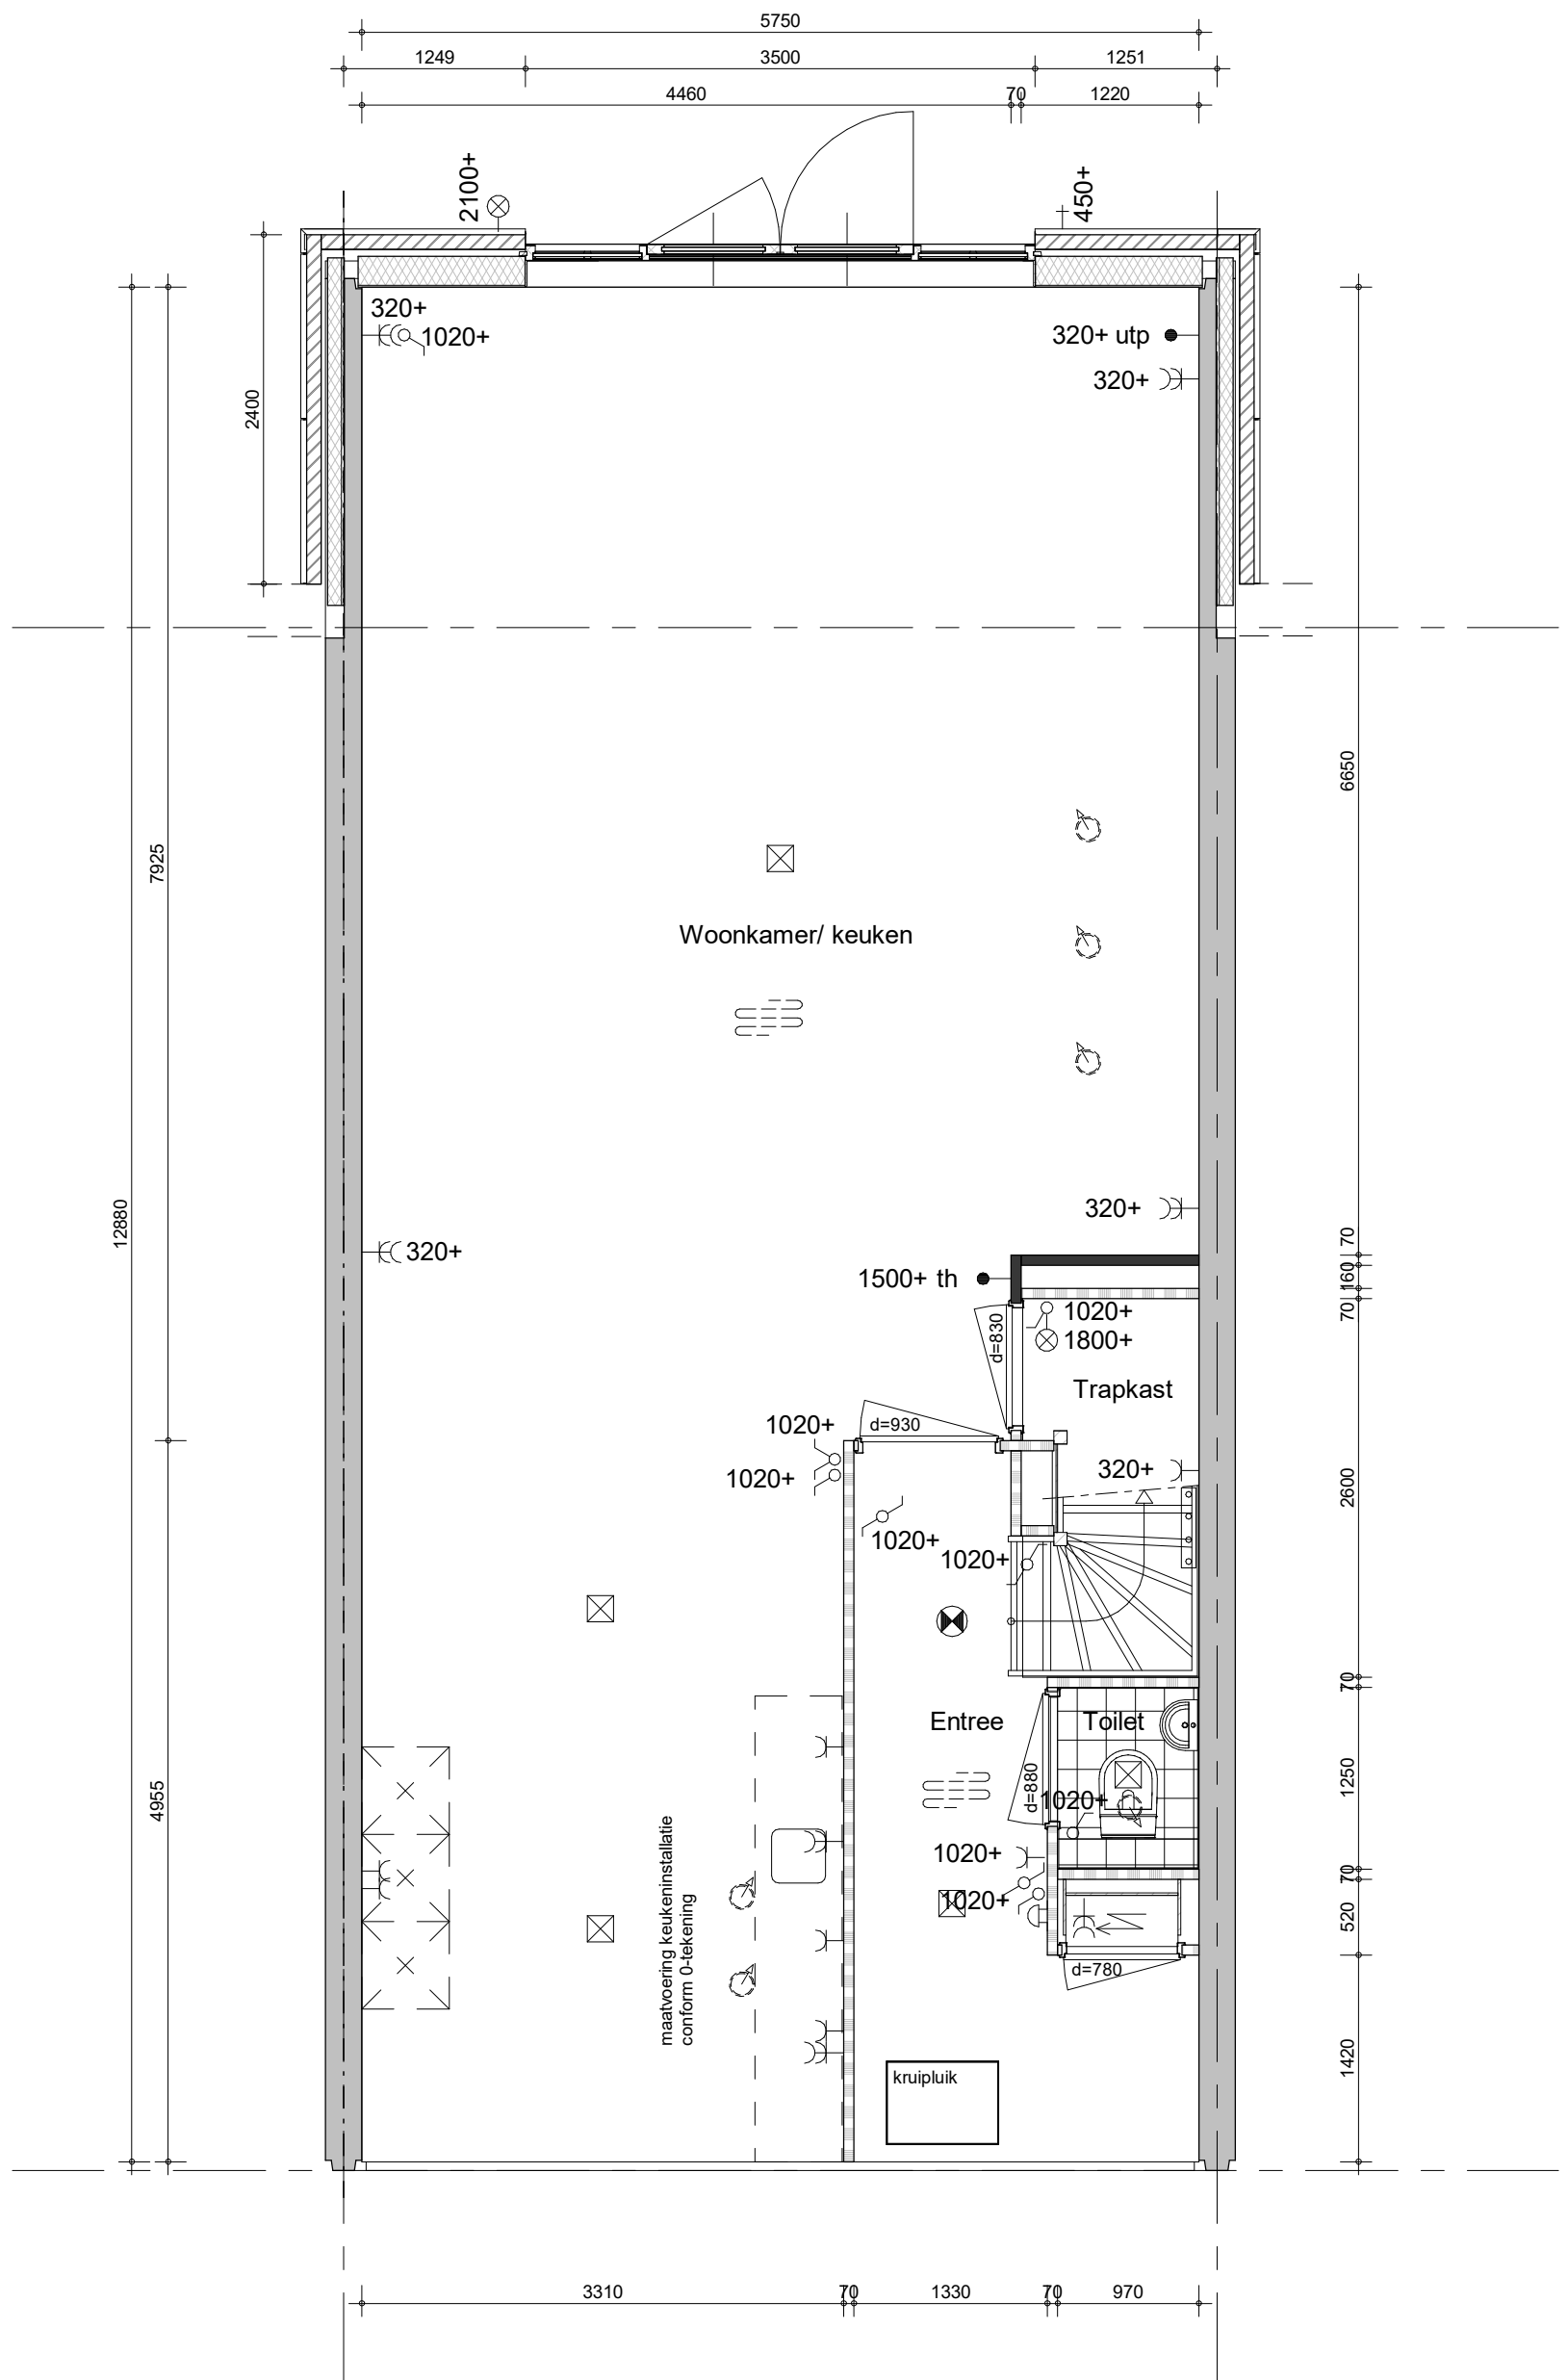 5750
1249 3500 1251
4460 70 1220
2100+
450+
320+
1020+
320+ utp
320+
2400
7925
6650
Woonkamer/ keuken
12880
320+
320+
1500+ th
70
160
70
1020+
1800+
d=830
Trapkast
d=930
1020+
1020+
320+
2600
1020+
1020+
70
Entree
Toilet
d=880
1250
1020+
4955
maatvoering keukeninstallatie
conform 0-tekening
1020+
1020+
70
520
d=780
1420
kruipluik
3310 70 1330 70 970